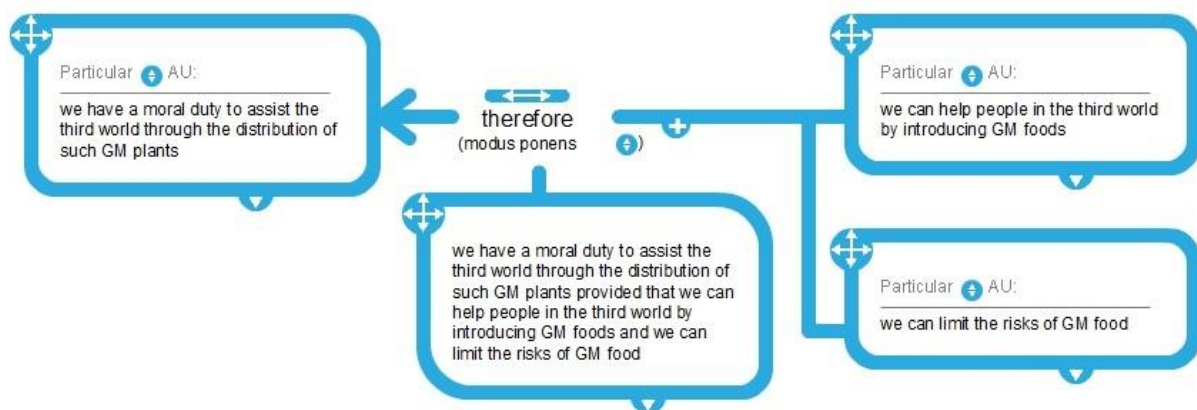 Particular AU:
we have a moral duty to assist the
third world through the distribution of
such GM plants
therefore
(modus ponens )
we have a moral duty to assist the
third world through the distribution of
such GM plants provided that we can
help people in the third world by
introducing GM foods and we can
limit the risks of GM food
Particular AU:
we can help people in the third world
by introducing GM foods
Particular AU:
we can limit the risks of GM food